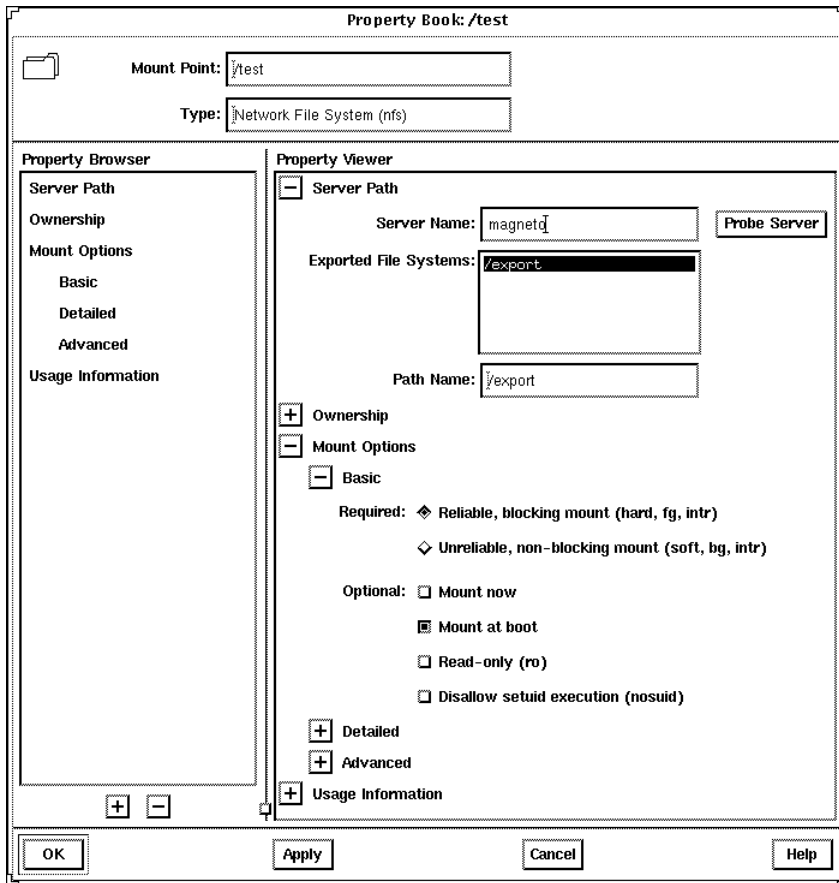 Property Book: /test
Mount Point: /test
Type: Network File System (nfs)
Property Browser
Server Path
Ownership
Mount Options
Basic
Detailed
Advanced
Usage Information
Property Viewer
Server Path
Server Name: magneto Probe Server
Exported File Systems: /export
Path Name: /export
Ownership
Mount Options
Basic
Required: Reliable, blocking mount (hard, fg, intr)
Unreliable, non-blocking mount (soft, bg, intr)
Optional: Mount now
Mount at boot
Read-only (ro)
Disallow setuid execution (nosuid)
Detailed
Advanced
Usage Information
OK Apply Cancel Help